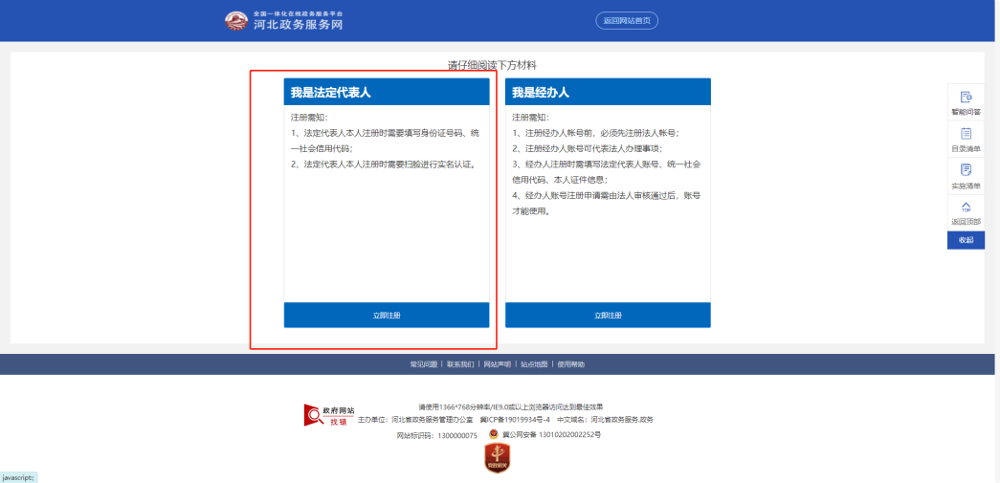 全国一体化在线政务服务平台
河北政务服务网
返回网站首页
请仔细阅读下方材料
我是法定代表人
注册需知：
1、法定代表人本人注册时需要填写身份证号码、统
一社会信用代码；
2、法定代表人本人注册时需要扫脸进行实名认证。
立即注册
我是经办人
注册需知：
1、注册经办人帐号前，必须先注册法人帐号；
2、注册经办人账号可代表法人办理事项；
3、经办人注册时需填写法定代表人账号、统一社会
信用代码、本人证件信息；
4、经办人账号注册申请需由法人审核通过后，账号
才能使用。
立即注册
智能问答
目录清单
实施清单
TOP
返回顶部
收起
常见问题 | 联系我们 | 网站声明 | 站点地图 | 使用帮助
政府网站
找错
请使用1366*768分辨率/IE9.0或以上浏览器访问达到最佳效果
主办单位：河北省政务服务管理办公室 冀ICP备19019934号-4 中文域名：河北省政务服务.政务
网站标识码：1300000075 冀公网安备 13010202002252号
党政机关
javascript: